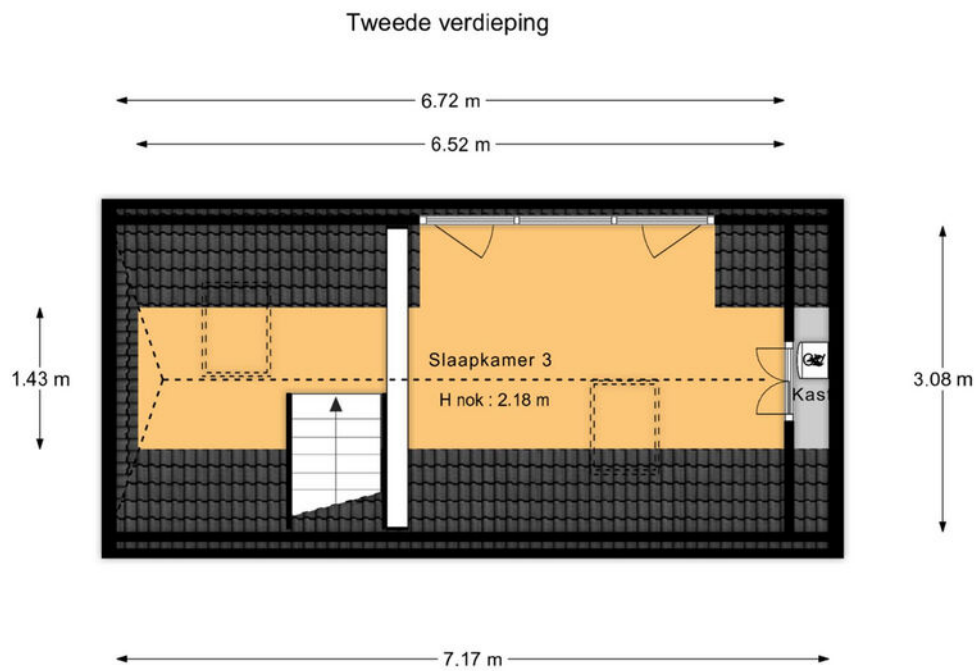 Tweede verdieping
6.72 m
6.52 m
1.43 m
Slaapkamer 3
H nok : 2.18 m
Kast
3.08 m
7.17 m